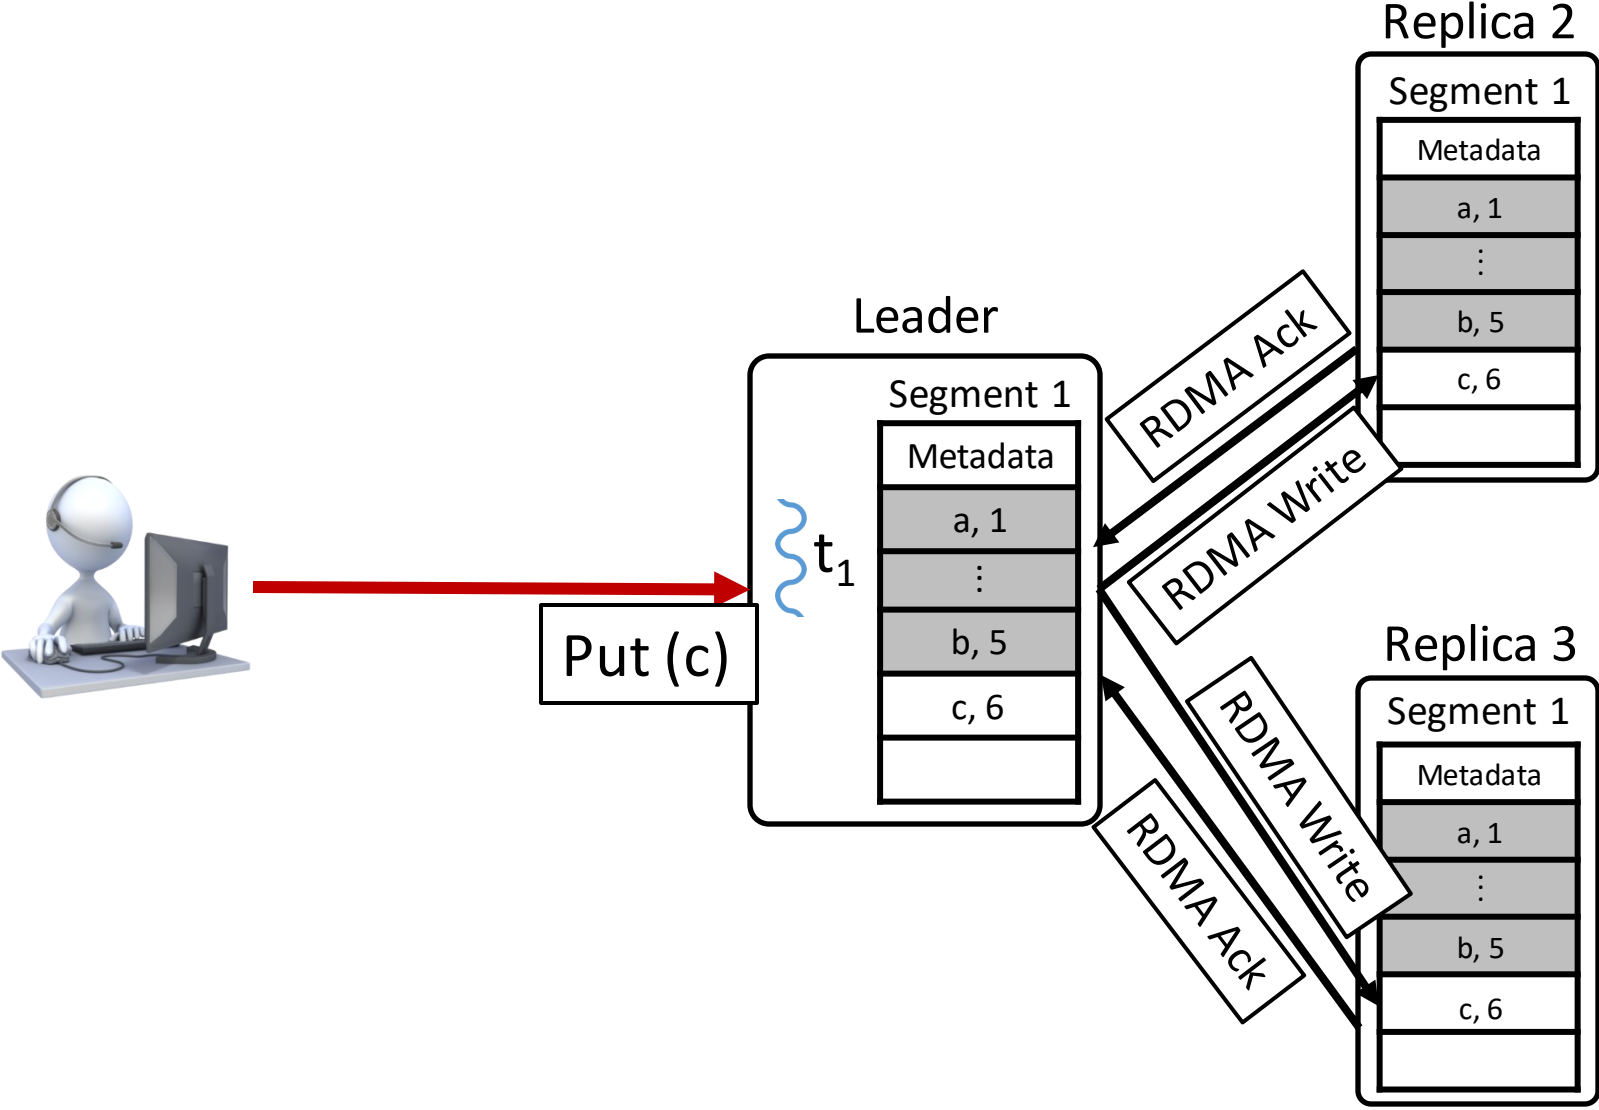 Put (c)
Leader
t1
Segment 1
Metadata
a, 1
⋮
b, 5
c, 6
RDMA Ack
RDMA Write
RDMA Write
RDMA Ack
Replica 2
Segment 1
Metadata
a, 1
⋮
b, 5
c, 6
Replica 3
Segment 1
Metadata
a, 1
⋮
b, 5
c, 6